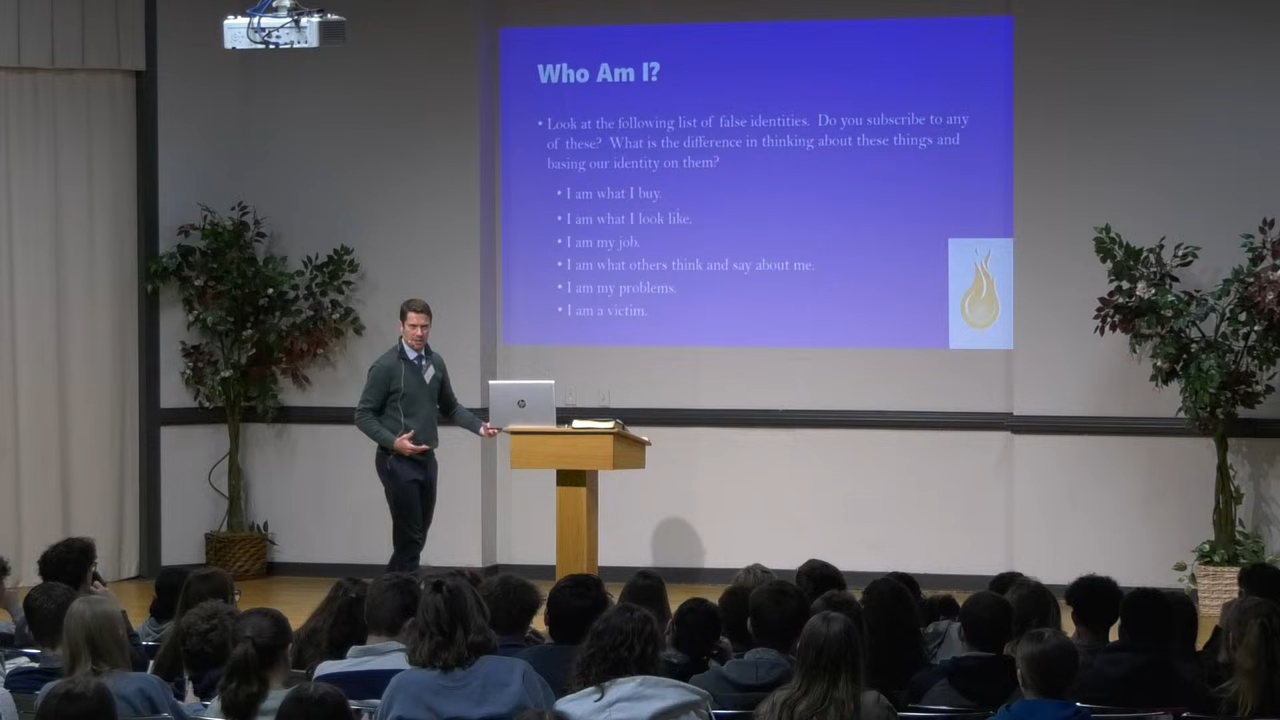 Who Am I?
• Look at the following list of false identities. Do you subscribe to any
of these? What is the difference in thinking about these things and
basing our identity on them?
• I am what I buy.
• I am what I look like.
• I am my job.
• I am what others think and say about me.
• I am my problems.
• I am a victim.
hp